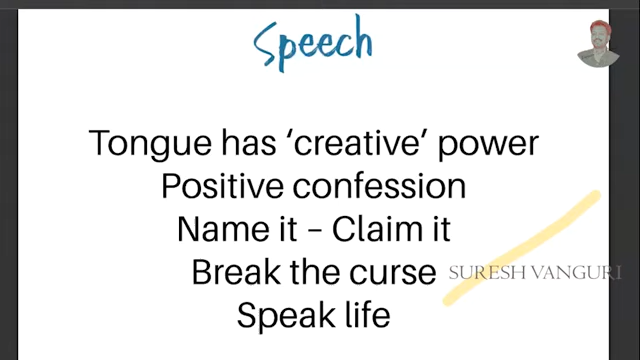 Speech
Tongue has ‘creative’ power
Positive confession
Name it – Claim it
Break the curse
SURESH VANGURI
Speak life